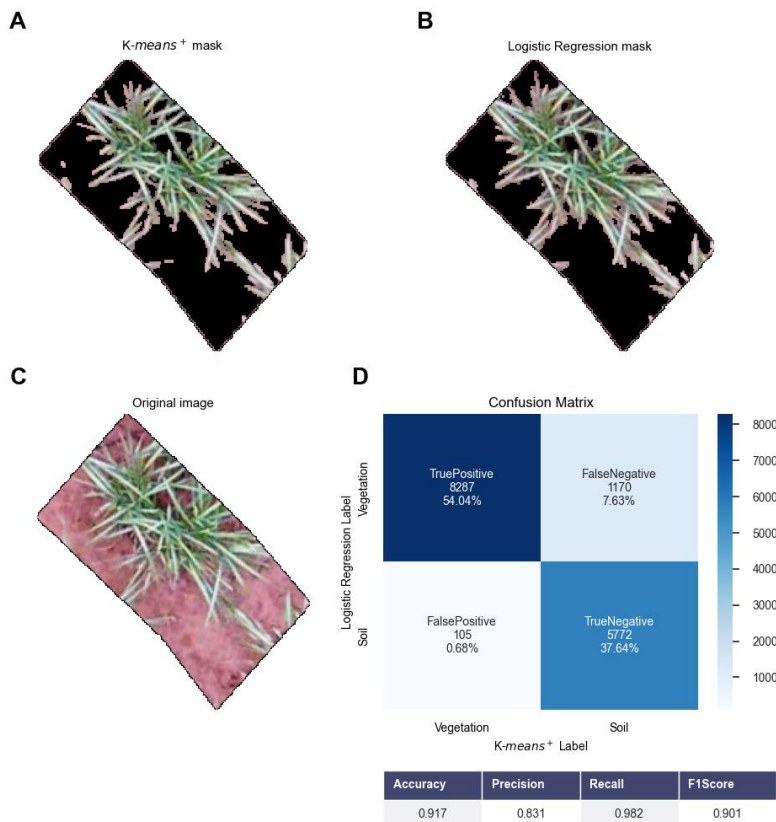 A
K-means + mask
B
Logistic Regression mask
C
Original image
D
Confusion Matrix
Logistic Regression Label
Vegetation
Soil
TruePositive
8287
54.04%
FalseNegative
1170
7.63%
FalsePositive
105
0.68%
TrueNegative
5772
37.64%
Vegetation
Soil
K-means + Label
8000
7000
6000
5000
4000
3000
2000
1000
Accuracy Precision Recall F1Score
0.917 0.831 0.982 0.901